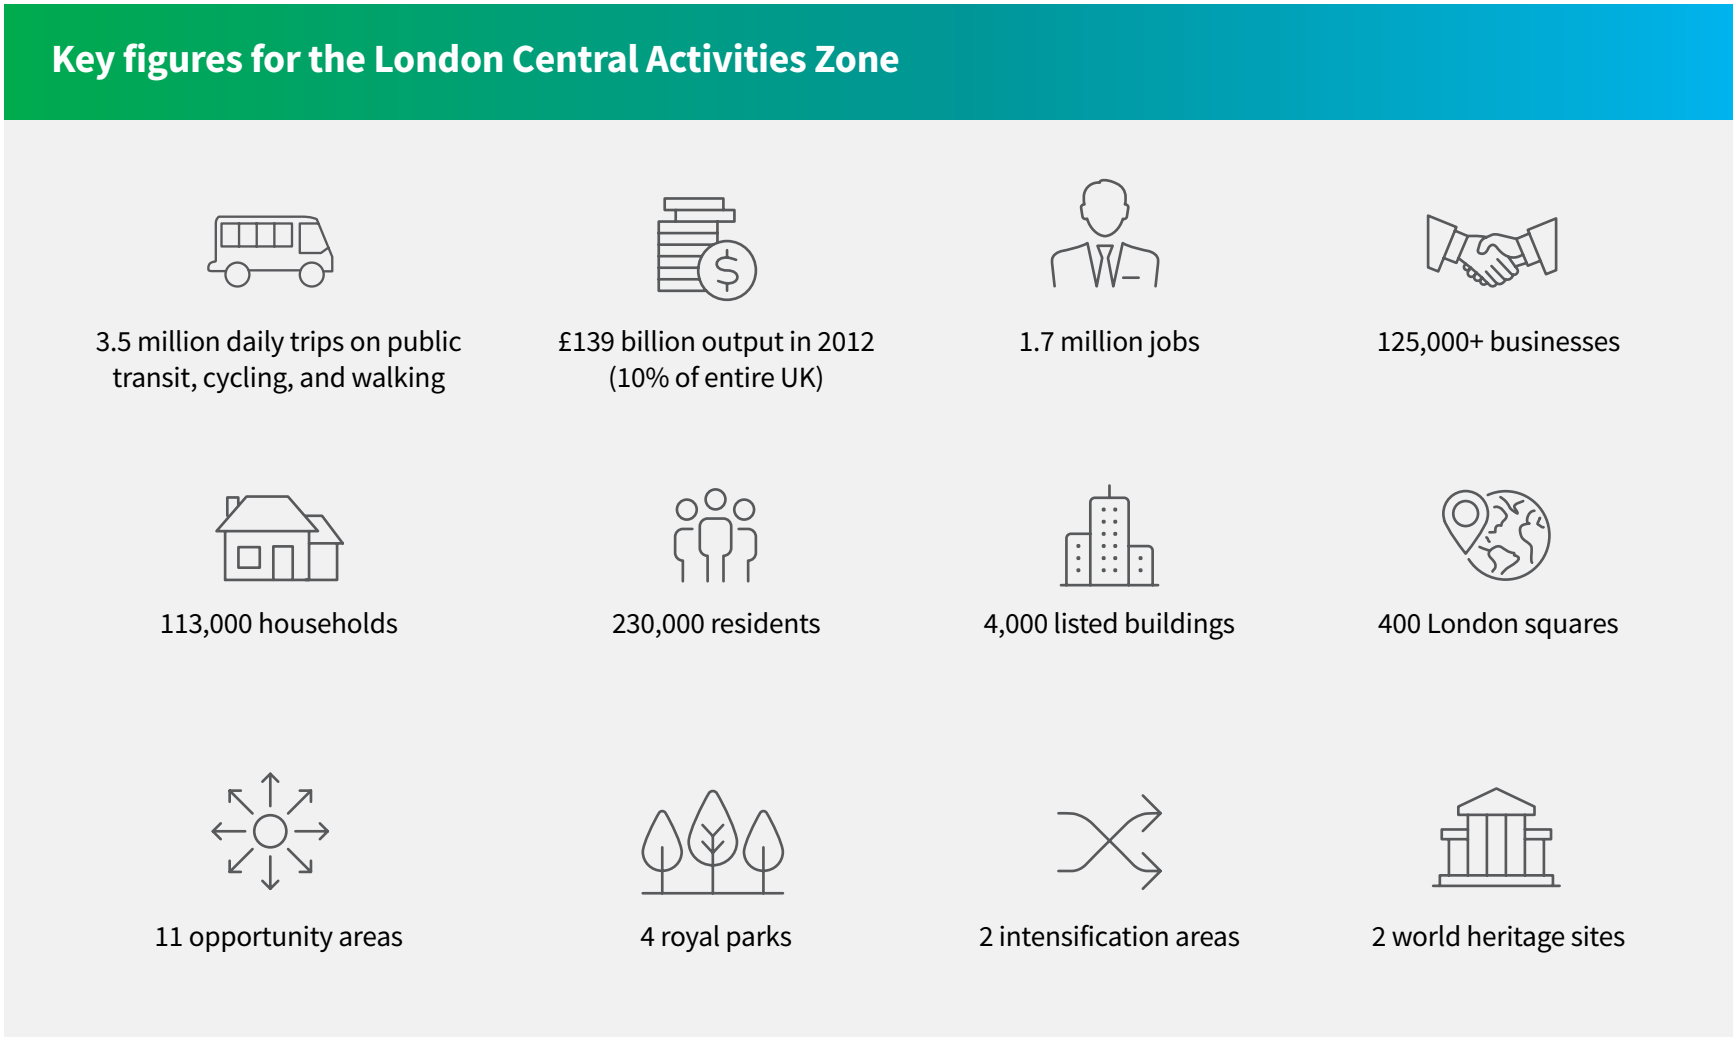 Key figures for the London Central Activities Zone
3.5 million daily trips on public
transit, cycling, and walking
£139 billion output in 2012
(10% of entire UK)
1.7 million jobs
125,000+ businesses
113,000 households
230,000 residents
4,000 listed buildings
400 London squares
11 opportunity areas
4 royal parks
2 intensification areas
2 world heritage sites